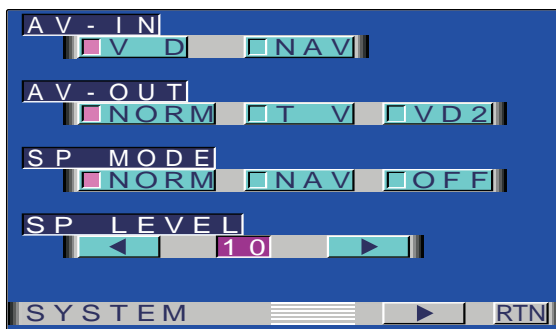 AV-IN
VD NAV
AV-OUT
NORM TV VD2
SP MODE
NORM NAV OFF
SP LEVEL
◀ 10 ▶
SYSTEM ▶ RTN